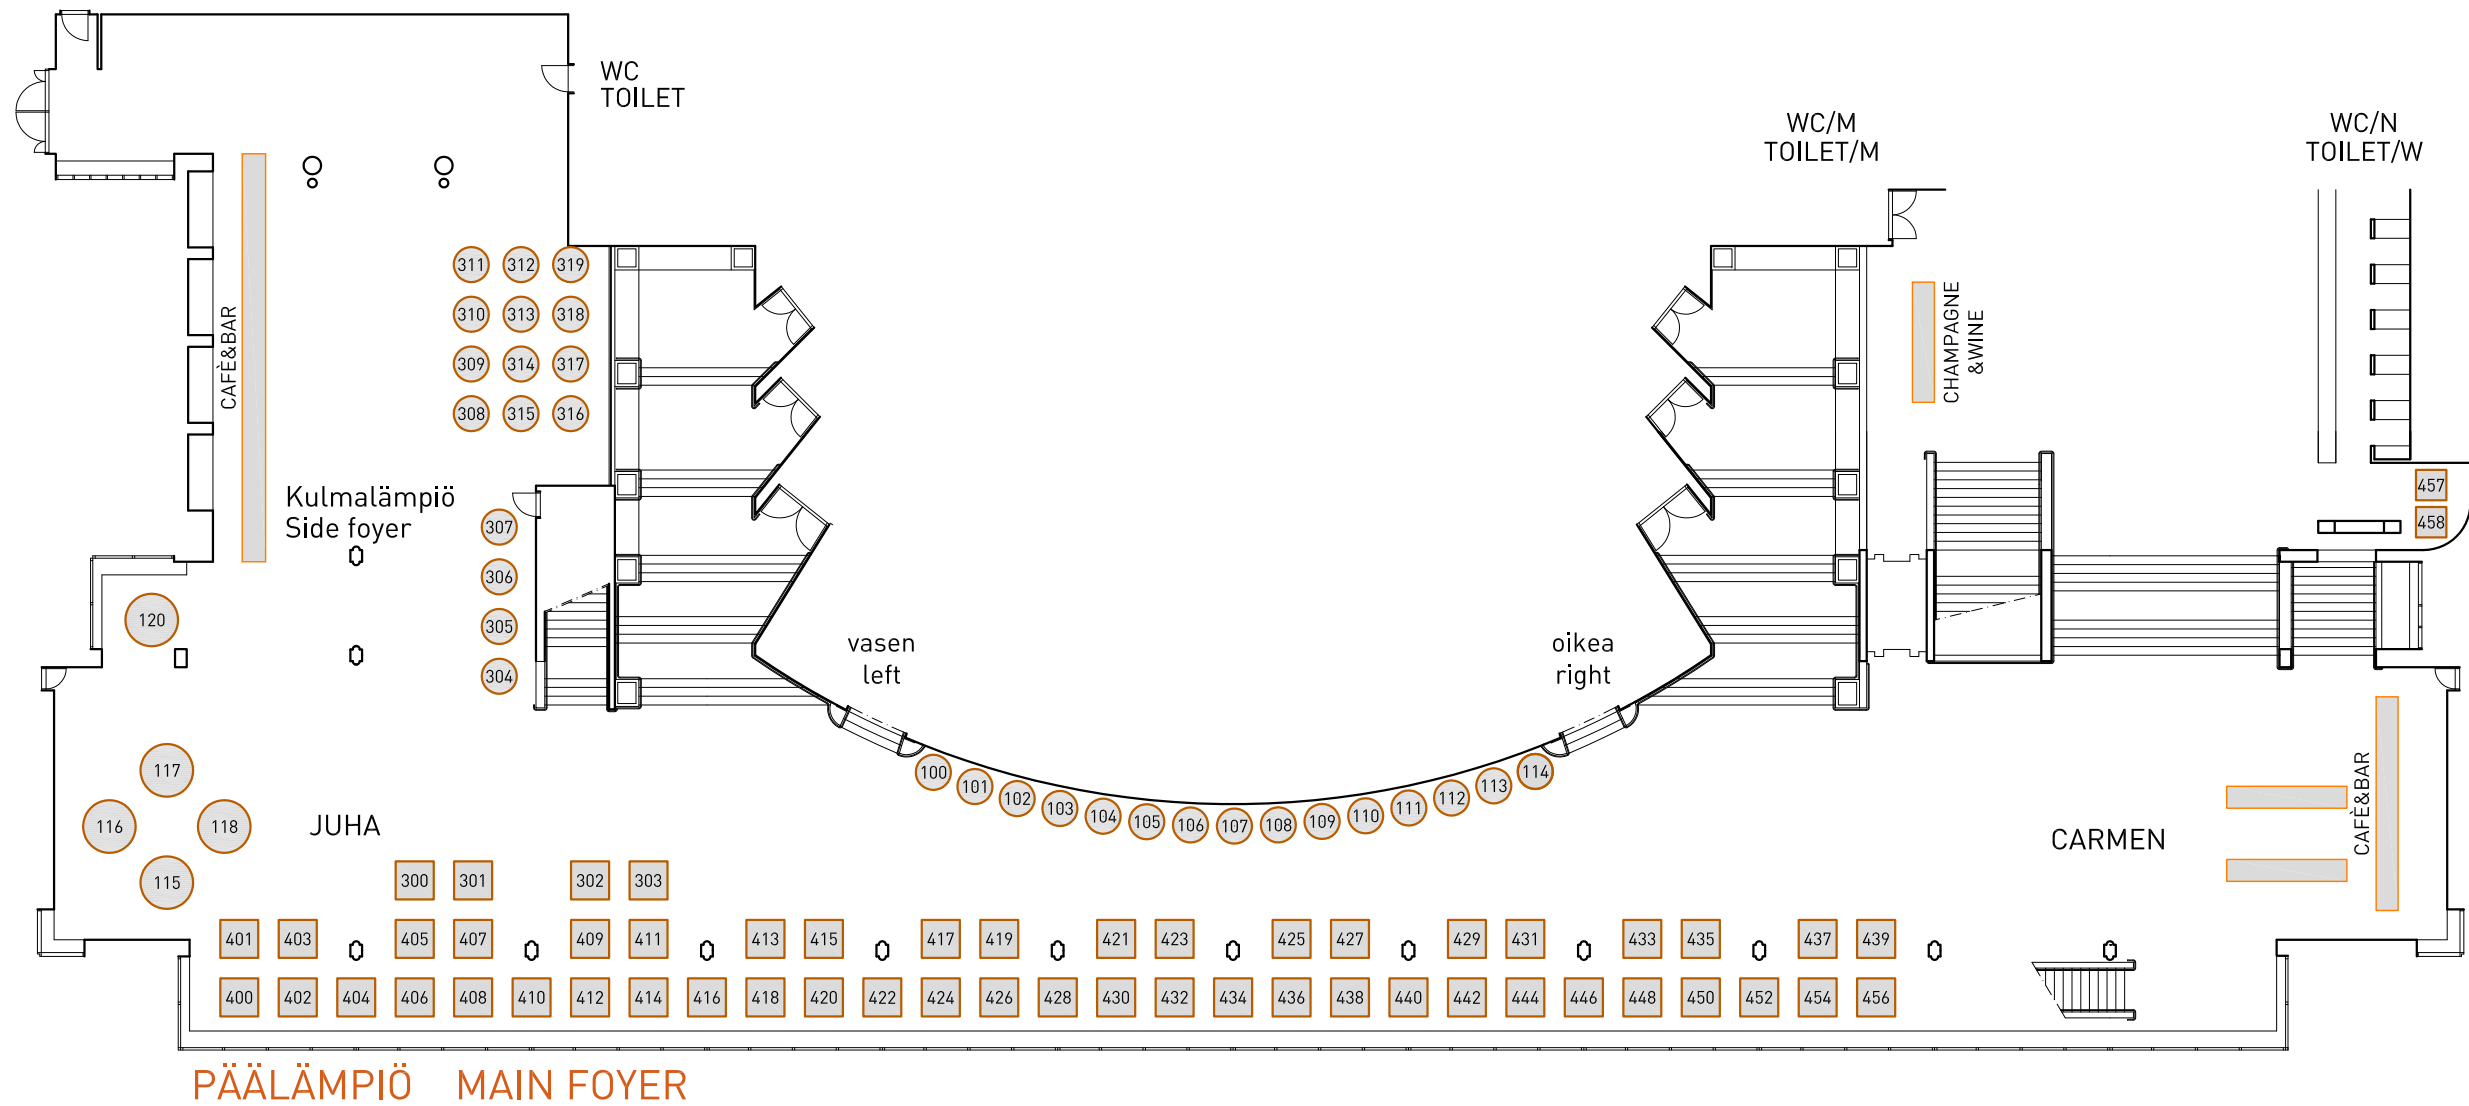 WC
TOILET
WC/M
TOILET/M
WC/N
TOILET/W
311 312 319
310 313 318
309 314 317
308 315 316
CAFÈ&BAR
CHAMPAGNE
&WINE
Kulmalämpiö
Side foyer
307
306
305
304
457
458
120
vasen
left
oikea
right
117
116 118
115
JUHA
100 101 102 103 104 105 106 107 108 109 110 111 112 113 114
CARMEN
CAFÈ&BAR
300 301 302 303
401 403 405 407 409 411 413 415 417 419 421 423 425 427 429 431 433 435 437 439
400 402 404 406 408 410 412 414 416 418 420 422 424 426 428 430 432 434 436 438 440 442 444 446 448 450 452 454 456
PÄÄLÄMPIÖ MAIN FOYER